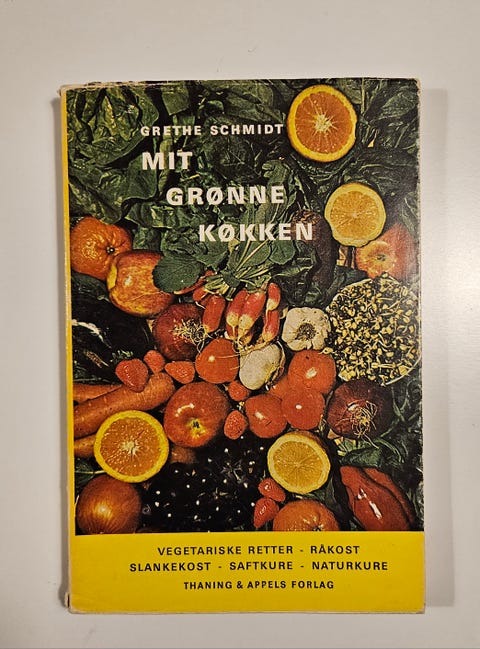 GRETHE SCHMIDT
MIT
GRØNNE
KØKKEN
VEGETARISKE RETTER - RÅKOST
SLANKEKOST - SAFTKURE - NATURKURE
THANING & APPELS FORLAG